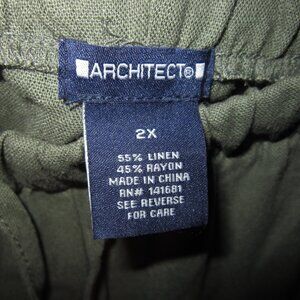 ARCHITECT®
2X
55% LINEN
45% RAYON
MADE IN CHINA
RN# 141681
SEE REVERSE
FOR CARE